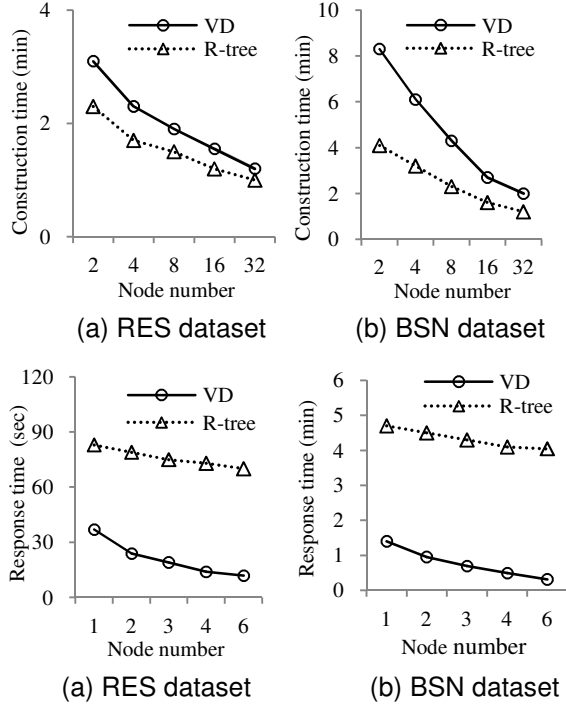 Construction time (min)
4
2
0
VD
R-tree
2 4 8 16 32
Node number
(a) RES dataset
Construction time (min)
10
8
6
4
2
0
VD
R-tree
2 4 8 16 32
Node number
(b) BSN dataset
Response time (sec)
120
90
60
30
0
VD
R-tree
1 2 3 4 6
Node number
(a) RES dataset
Response time (min)
6
5
4
3
2
1
0
VD
R-tree
1 2 3 4 6
Node number
(b) BSN dataset